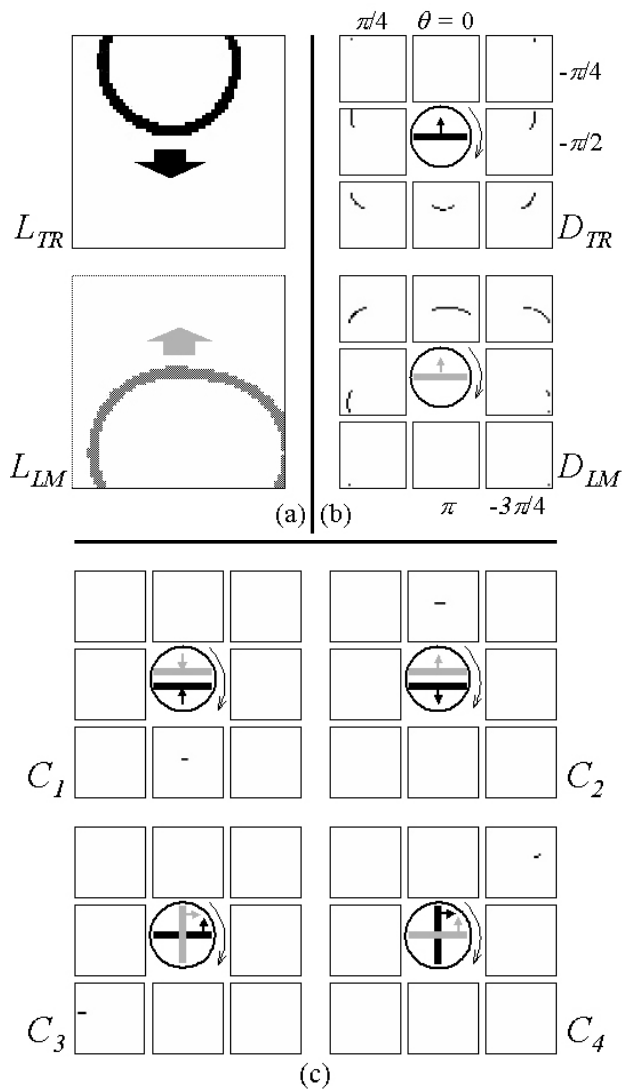 π/4 θ = 0
-π/4
-π/2
L_TR
D_TR
L_LM
D_LM
(a) (b) π -3π/4
C_1
C_2
C_3
C_4
(c)